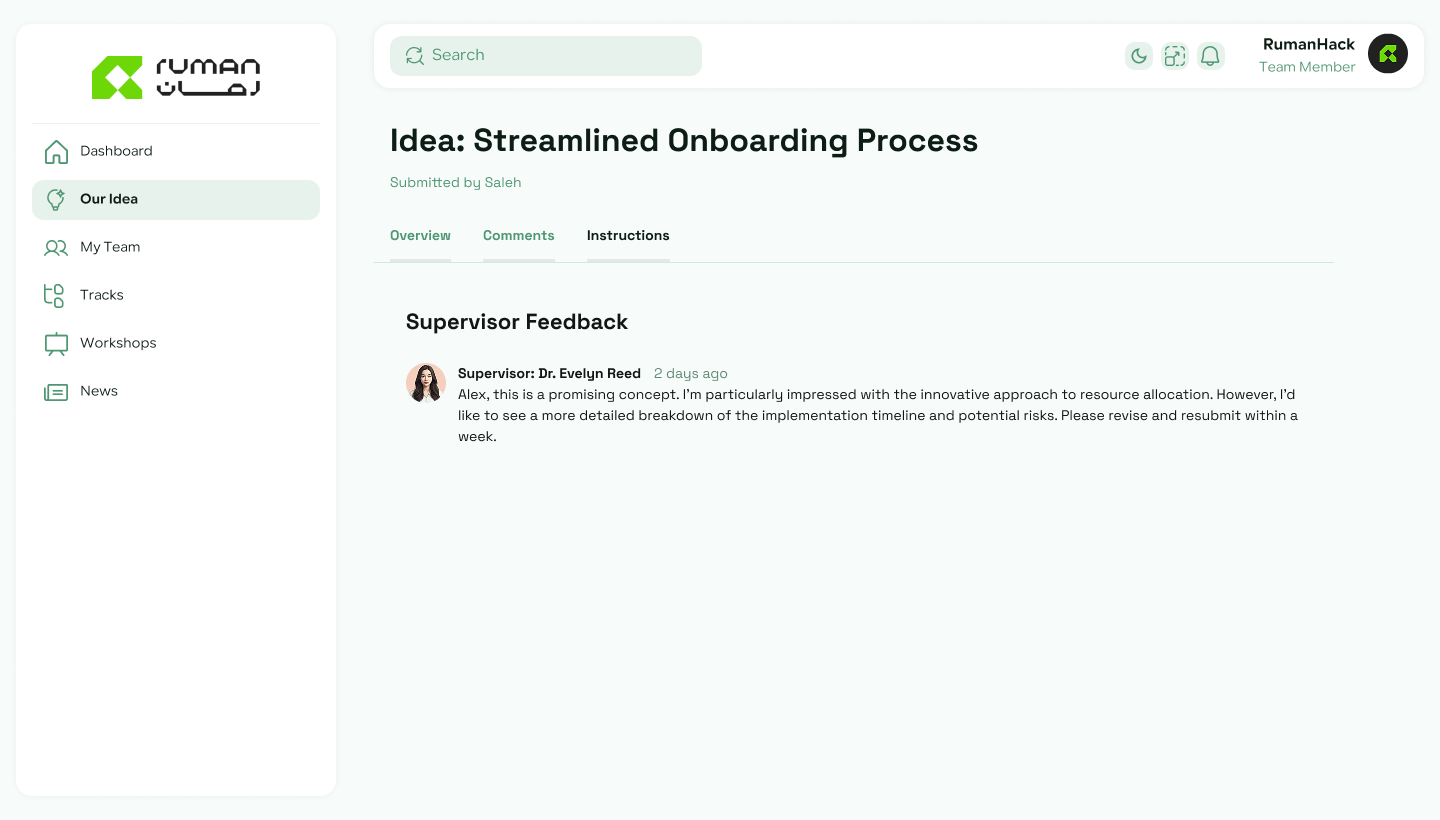 ruman
رمان
Dashboard
Our Idea
My Team
Tracks
Workshops
News
Search
RumanHack
Team Member
Idea: Streamlined Onboarding Process
Submitted by Saleh
Overview
Comments
Instructions
Supervisor Feedback
Supervisor: Dr. Evelyn Reed 2 days ago
Alex, this is a promising concept. I'm particularly impressed with the innovative approach to resource allocation. However, I'd
like to see a more detailed breakdown of the implementation timeline and potential risks. Please revise and resubmit within a
week.